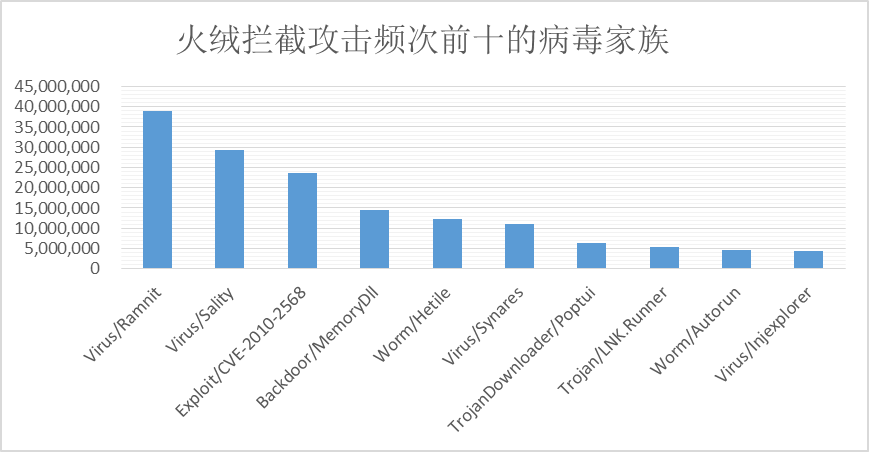 火绒拦截攻击频次前十的病毒家族
45,000,000
40,000,000
35,000,000
30,000,000
25,000,000
20,000,000
15,000,000
10,000,000
5,000,000
0
Virus/Ramnit
Virus/Sality
Exploit/CVE-2010-2568
Backdoor/MemoryDll
Worm/Hetile
Virus/Synares
TrojanDownloader/Poptui
Trojan/LNK.Runner
Worm/Autorun
Virus/Injexplorer